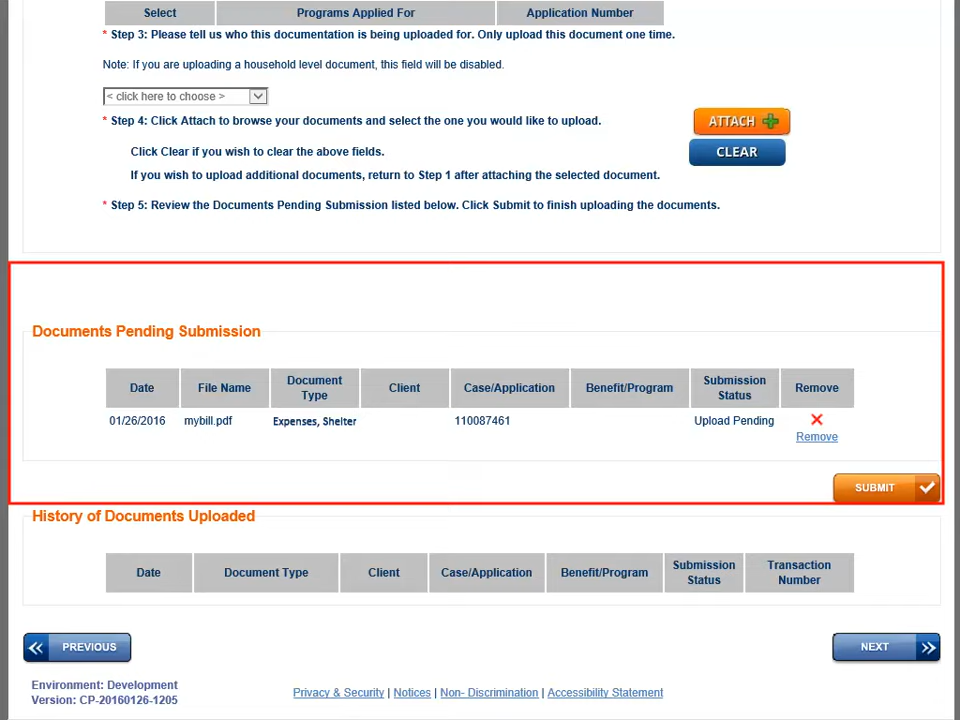 Select Programs Applied For Application Number
* Step 3: Please tell us who this documentation is being uploaded for. Only upload this document one time.
Note: If you are uploading a household level document, this field will be disabled.
< click here to choose >
* Step 4: Click Attach to browse your documents and select the one you would like to upload.
ATTACH
Click Clear if you wish to clear the above fields.
CLEAR
If you wish to upload additional documents, return to Step 1 after attaching the selected document.
* Step 5: Review the Documents Pending Submission listed below. Click Submit to finish uploading the documents.
Documents Pending Submission
Date File Name Document Type Client Case/Application Benefit/Program Submission Status Remove
01/26/2016 mybill.pdf Expenses, Shelter 110087461 Upload Pending
Remove
SUBMIT
History of Documents Uploaded
Date Document Type Client Case/Application Benefit/Program Submission Status Transaction Number
PREVIOUS NEXT
Environment: Development
Version: CP-20160126-1205
Privacy & Security | Notices | Non- Discrimination | Accessibility Statement